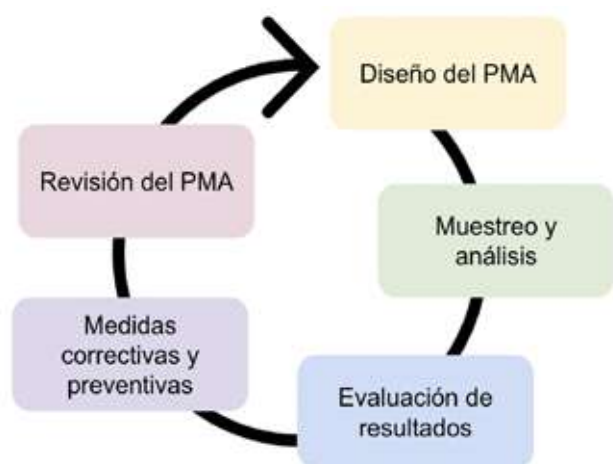 Diseño del PMA
Muestreo y
análisis
Evaluación de
resultados
Medidas
correctivas y
preventivas
Revisión del PMA